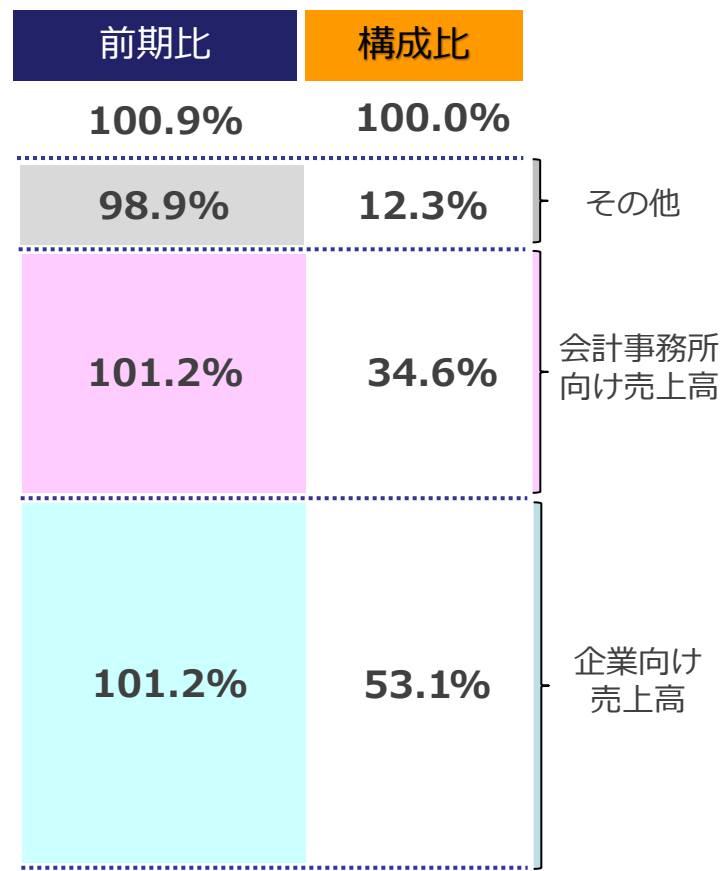 前期比 構成比
100.9% 100.0%
98.9% 12.3% その他
101.2% 34.6% 会計事務所
向け売上高
101.2% 53.1% 企業向け
売上高